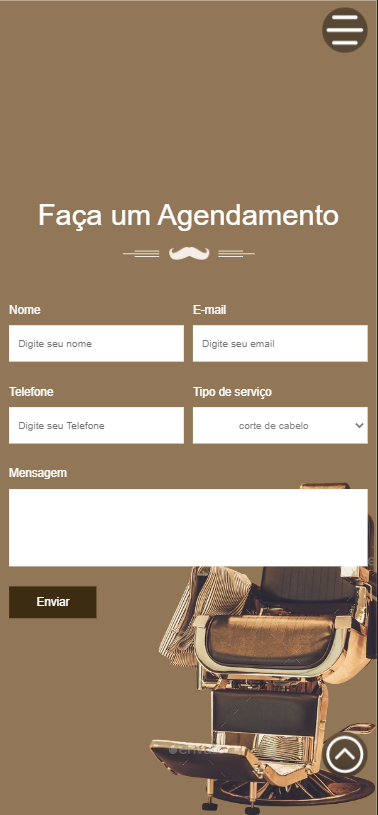 Faça um Agendamento
Nome
E-mail
Digite seu nome
Digite seu email
Telefone
Tipo de serviço
Digite seu Telefone
corte de cabelo
Mensagem
Enviar